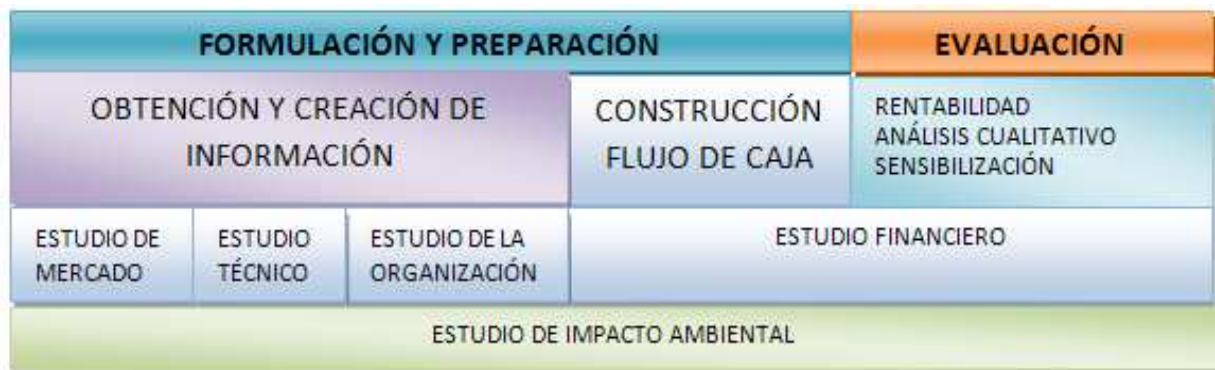 FORMULACIÓN Y PREPARACIÓN
EVALUACIÓN
OBTENCIÓN Y CREACIÓN DE
INFORMACIÓN
CONSTRUCCIÓN
FLUJO DE CAJA
RENTABILIDAD
ANÁLISIS CUALITATIVO
SENSIBILIZACIÓN
ESTUDIO DE
MERCADO
ESTUDIO
TÉCNICO
ESTUDIO DE LA
ORGANIZACIÓN
ESTUDIO FINANCIERO
ESTUDIO DE IMPACTO AMBIENTAL